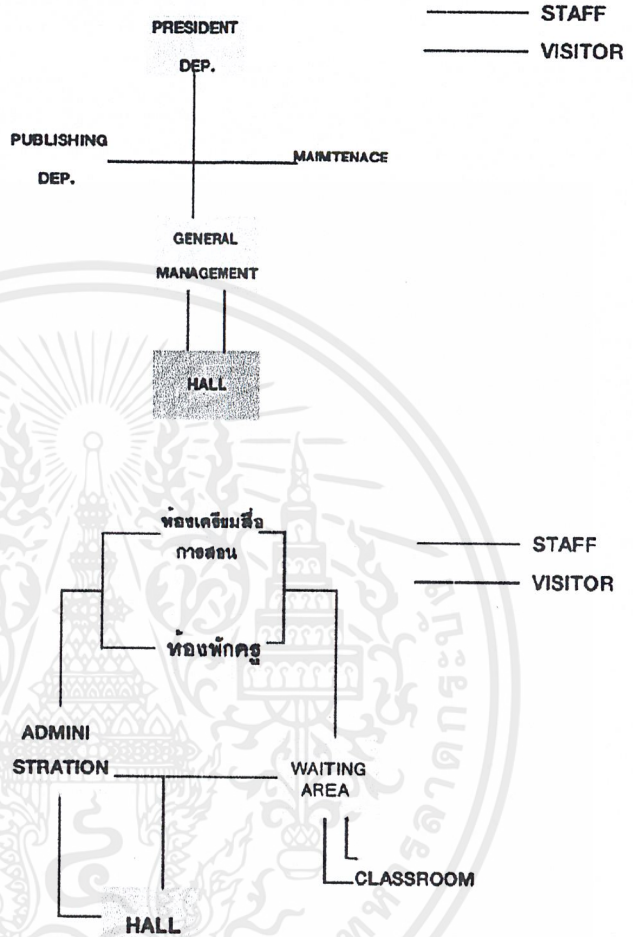 STAFF
VISITOR
PRESIDENT
DEP.
PUBLISHING
DEP.
MAIMTENACE
GENERAL
MANAGEMENT
HALL
ห้องเตรียมสื่อ
การสอน
ห้องพักครู
STAFF
VISITOR
ADMINI
STRATION
WAITING
AREA
CLASSROOM
HALL